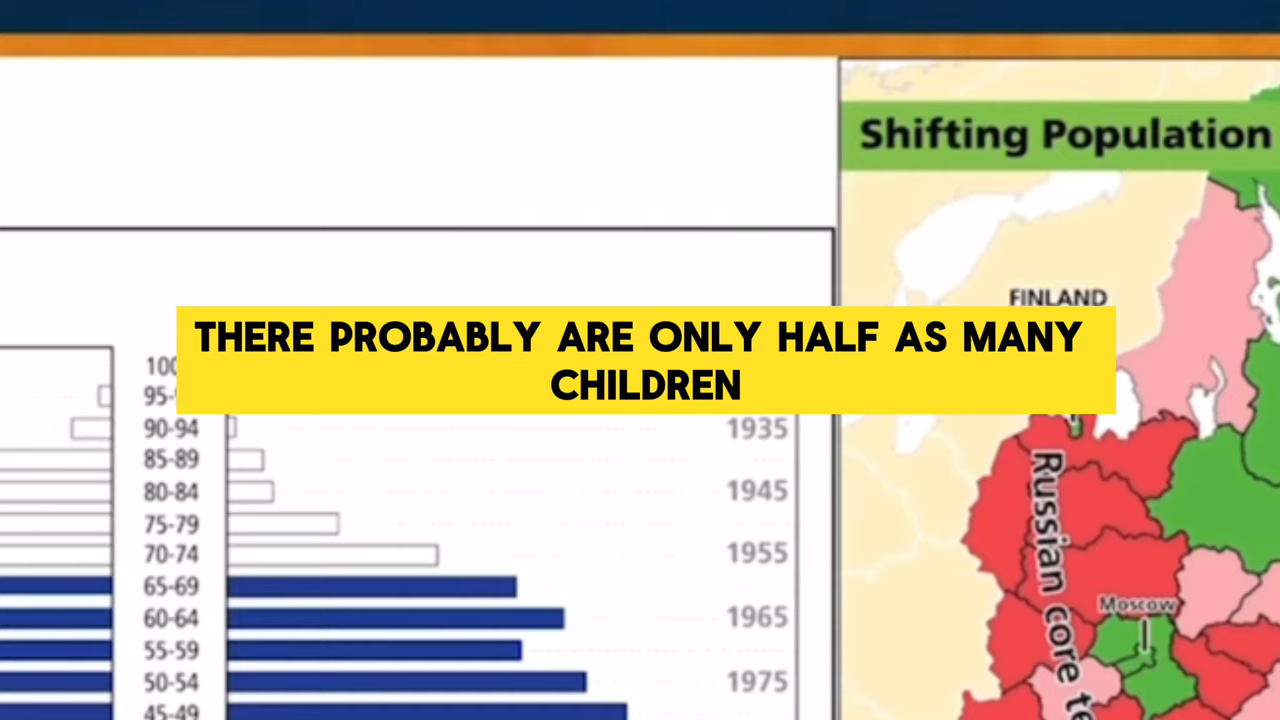 Shifting Population
FINLAND
THERE PROBABLY ARE ONLY HALF AS MANY
CHILDREN
90-94
1935
85-89
80-84
1945
75-79
70-74
1955
65-69
60-64
1965
55-59
50-54
1975
45-49
Russian core
Moscow